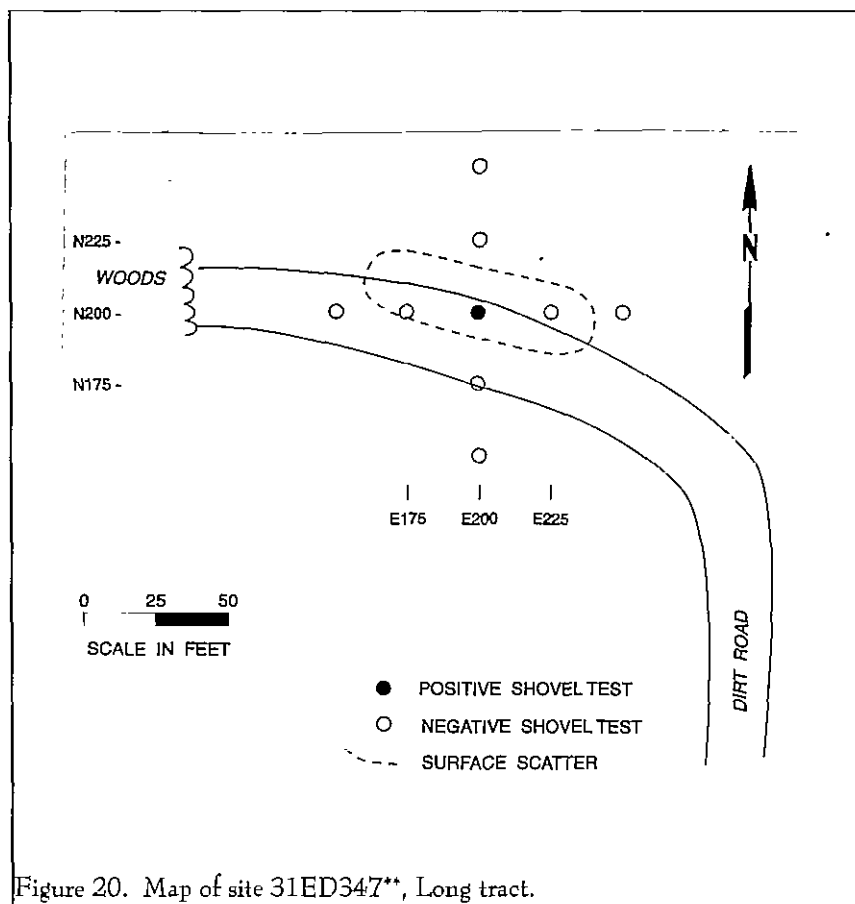 N225 -
WOODS
N200 -
N175 -
N
E175 E200 E225
0 25 50
SCALE IN FEET
DIRT ROAD
POSITIVE SHOVEL TEST
NEGATIVE SHOVEL TEST
SURFACE SCATTER
Figure 20. Map of site 31ED347**, Long tract.